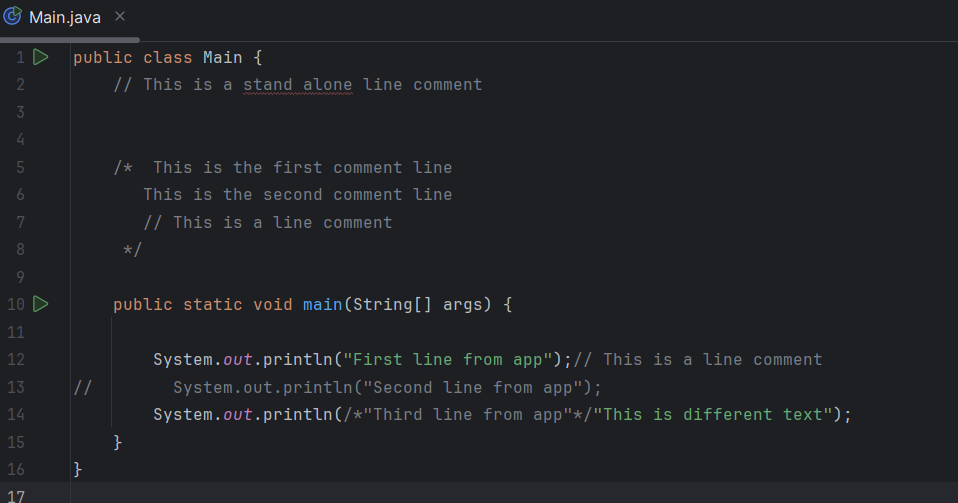 Main.java ×
1 public class Main {
2 // This is a stand alone line comment
3
4
5 /*  This is the first comment line
6 This is the second comment line
7 // This is a line comment
8 */
9
10 public static void main(String[] args) {
11
12 System.out.println("First line from app");// This is a line comment
13 //        System.out.println("Second line from app");
14 System.out.println(/*"Third line from app"*/"This is different text");
15 }
16 }
17